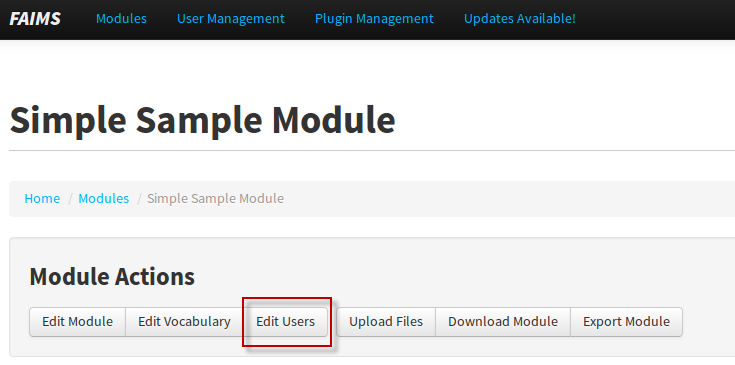 FAIMS Modules User Management Plugin Management Updates Available!
Simple Sample Module
Home / Modules / Simple Sample Module
Module Actions
Edit Module Edit Vocabulary Edit Users Upload Files Download Module Export Module